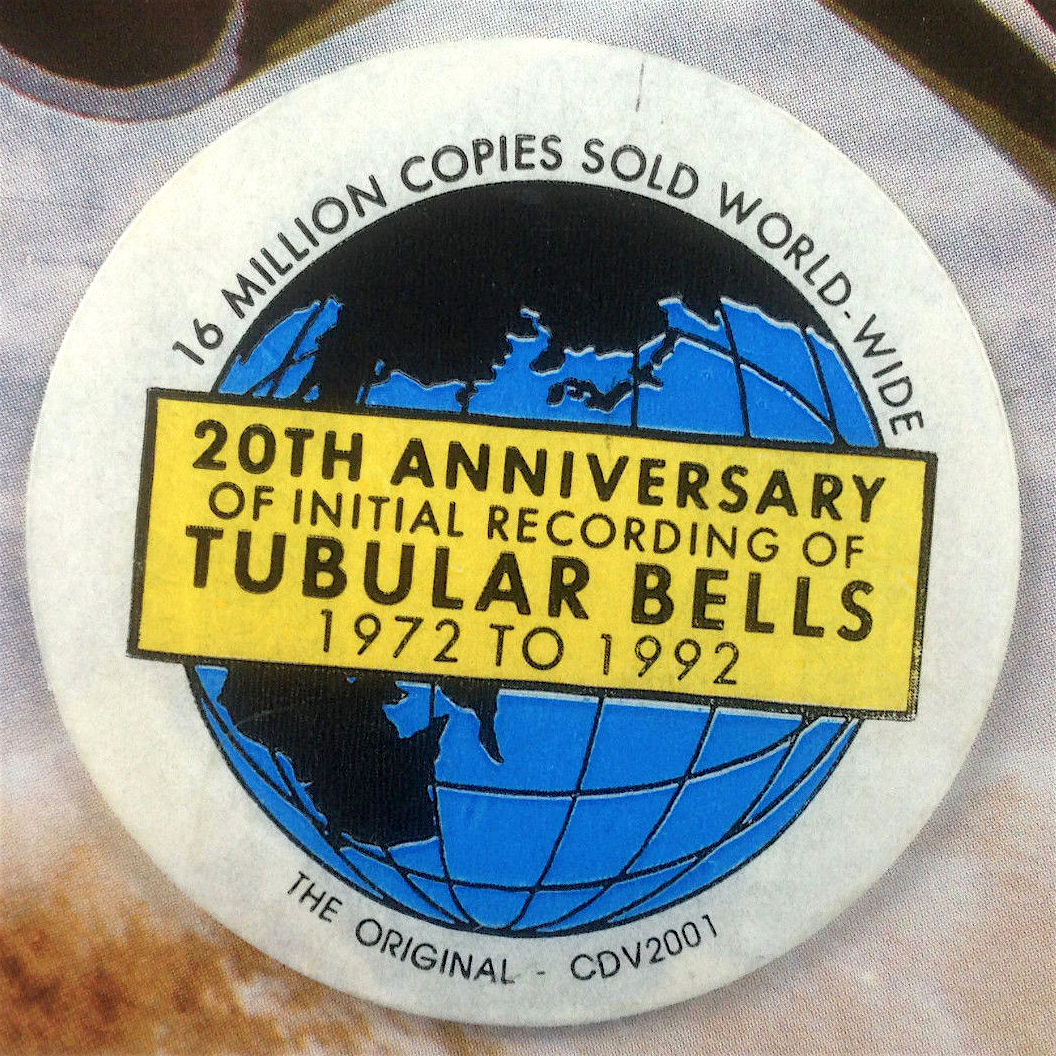 16 MILLION COPIES SOLD WORLD-WIDE
20TH ANNIVERSARY
OF INITIAL RECORDING OF
TUBULAR BELLS
1972 TO 1992
THE ORIGINAL - CDV2001